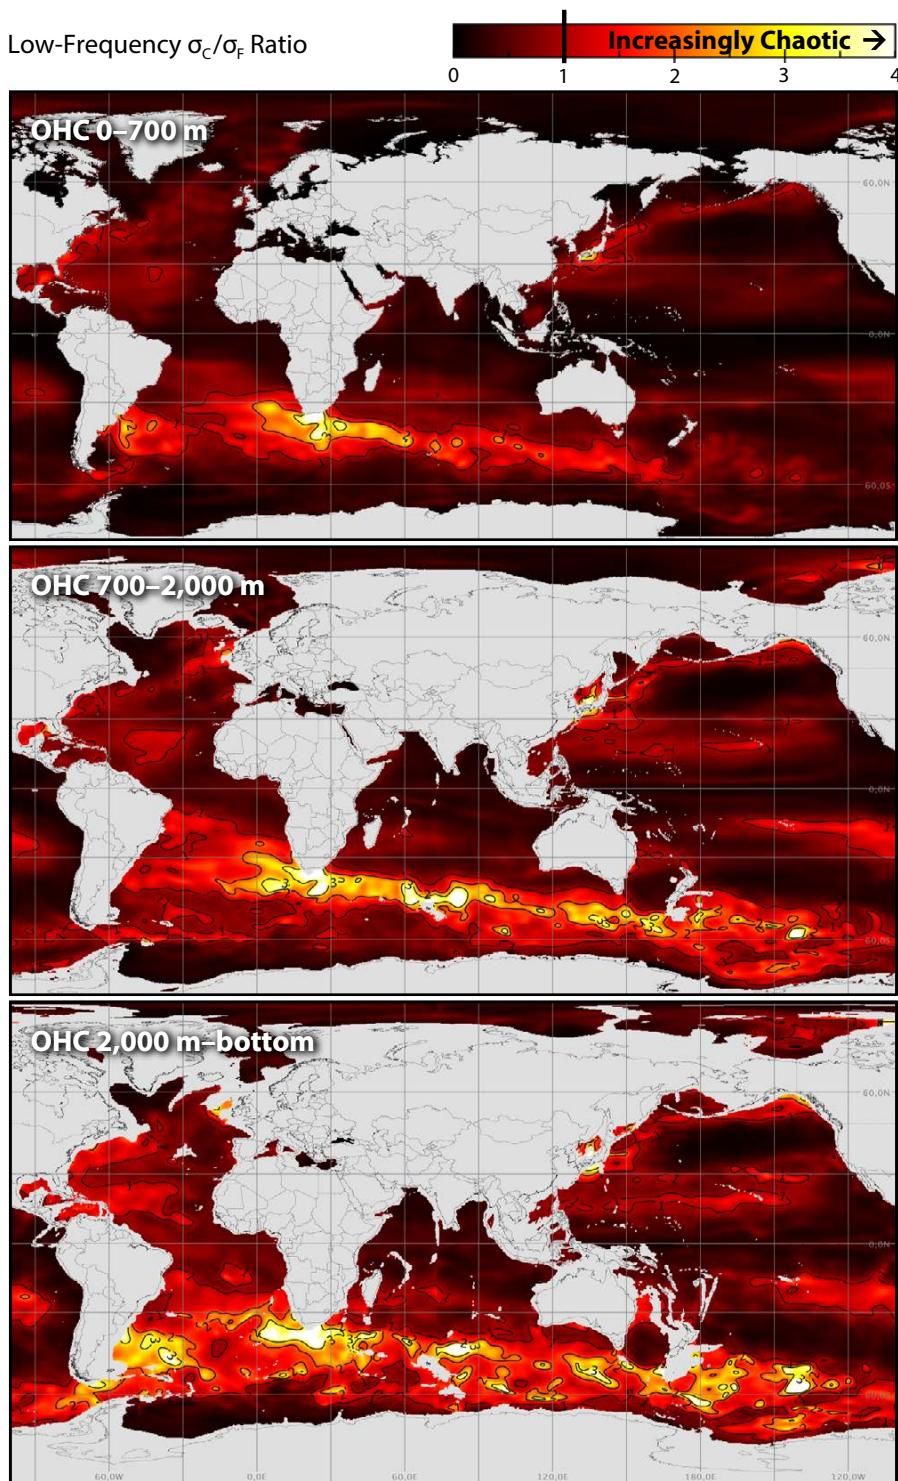 Low-Frequency σC/σF Ratio
Increasingly Chaotic →
0 1 2 3 4
OHC 0–700 m
60,0N
0,0N
60,0S
OHC 700–2,000 m
60,0N
0,0N
60,0S
OHC 2,000 m–bottom
60,0N
0,0N
60,0S
60,0W 0,0E 60,0E 120,0E 180,0E 120,0W